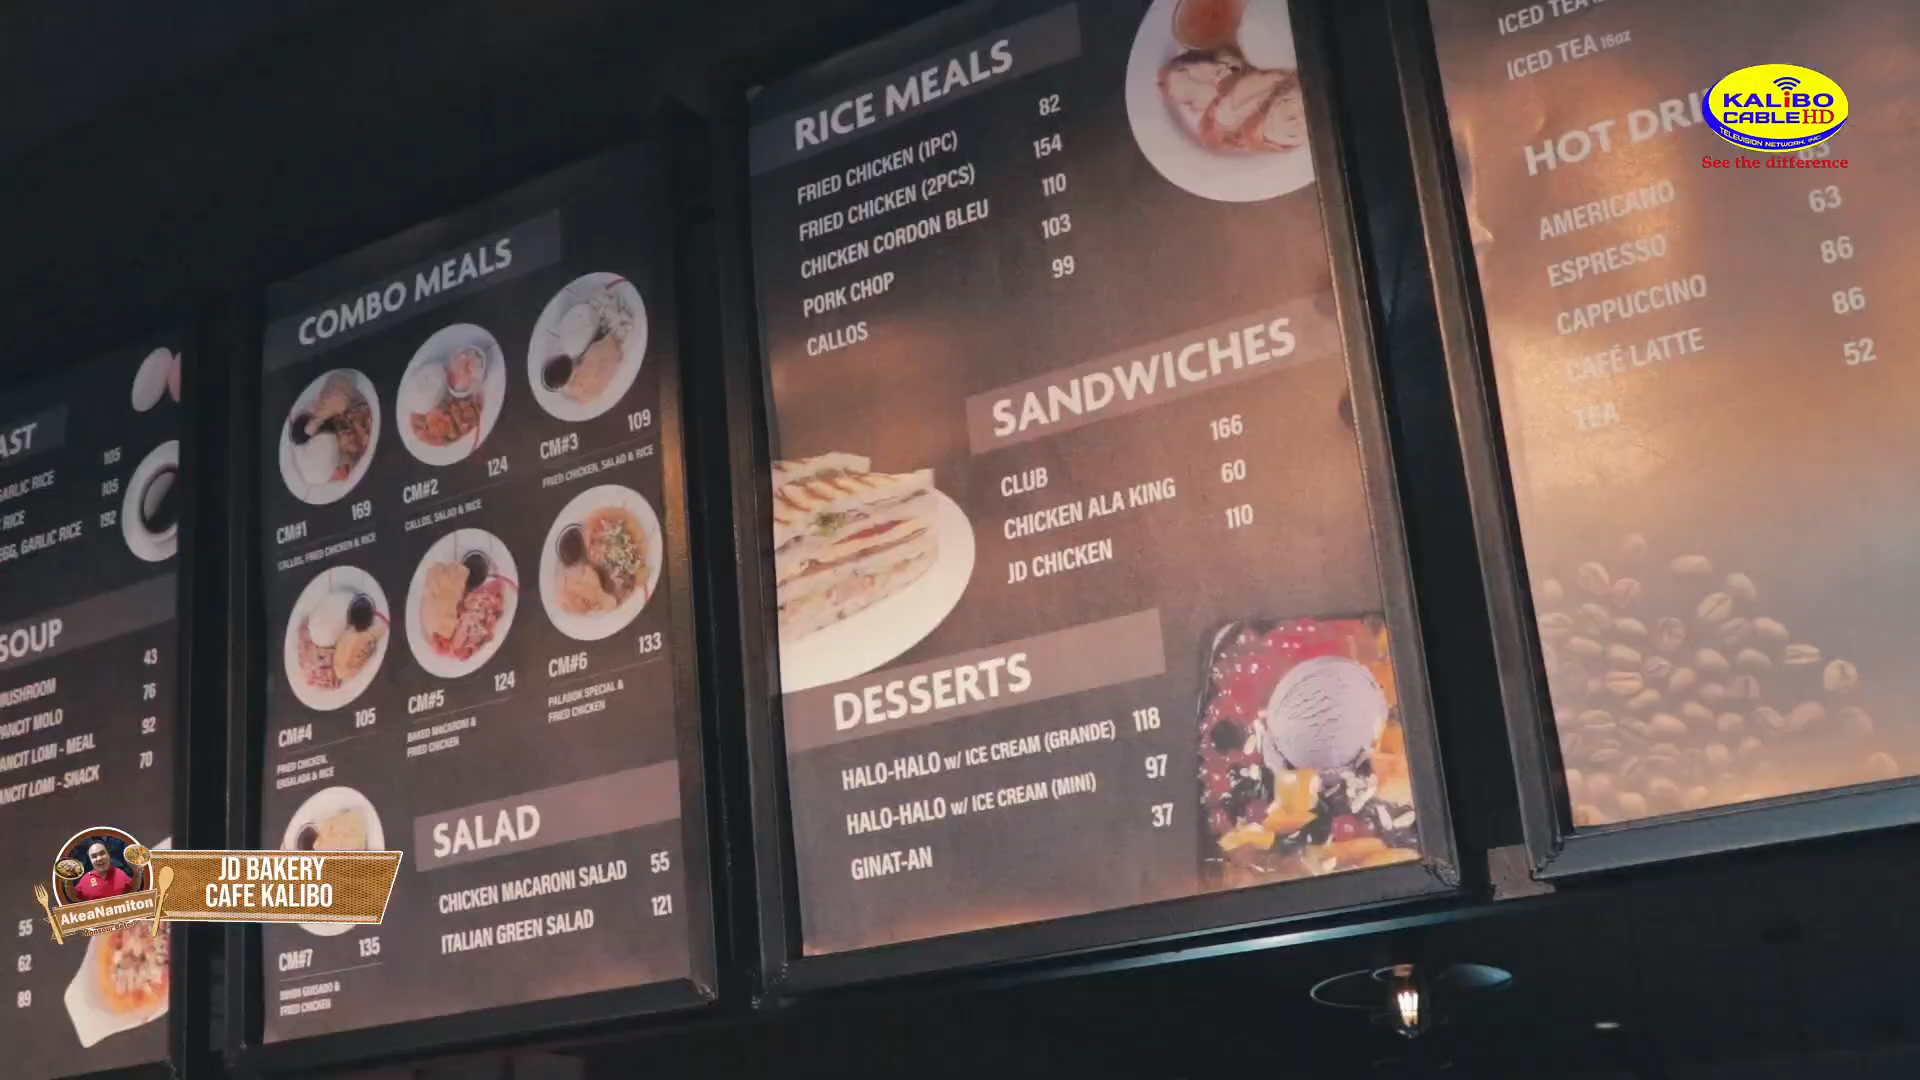 AST
GARLIC RICE 105
RICE 105
EGG, GARLIC RICE 192
SOUP
MUSHROOM 43
PANCIT MOLO 76
PANCIT LOMI - MEAL 92
PANCIT LOMI - SNACK 70
55
62
89
COMBO MEALS
CM#1 169
CALLOS, FRIED CHICKEN & RICE
CM#2 124
CALLOS, SALAD & RICE
CM#3 109
FRIED CHICKEN, SALAD & RICE
CM#4 105
FRIED CHICKEN,
ENSALADA & RICE
CM#5 124
BAKED MACARONI &
FRIED CHICKEN
CM#6 133
PALABOK SPECIAL &
FRIED CHICKEN
CM#7 135
BIHON GUISADO &
FRIED CHICKEN
SALAD
CHICKEN MACARONI SALAD 55
ITALIAN GREEN SALAD 121
RICE MEALS
FRIED CHICKEN (1PC) 82
FRIED CHICKEN (2PCS) 154
CHICKEN CORDON BLEU 110
PORK CHOP 103
CALLOS 99
SANDWICHES
CLUB 166
CHICKEN ALA KING 60
JD CHICKEN 110
DESSERTS
HALO-HALO w/ ICE CREAM (GRANDE) 118
HALO-HALO w/ ICE CREAM (MINI) 97
GINAT-AN 37
ICED TEA
ICED TEA 16oz
HOT DRI
AMERICANO
ESPRESSO 63
CAPPUCCINO 86
CAFÉ LATTE 86
TEA 52
KALiBO
CABLE HD
TELEVISION NETWORK, INC.
See the difference
AkeaNamiton
JD BAKERY
CAFE KALIBO